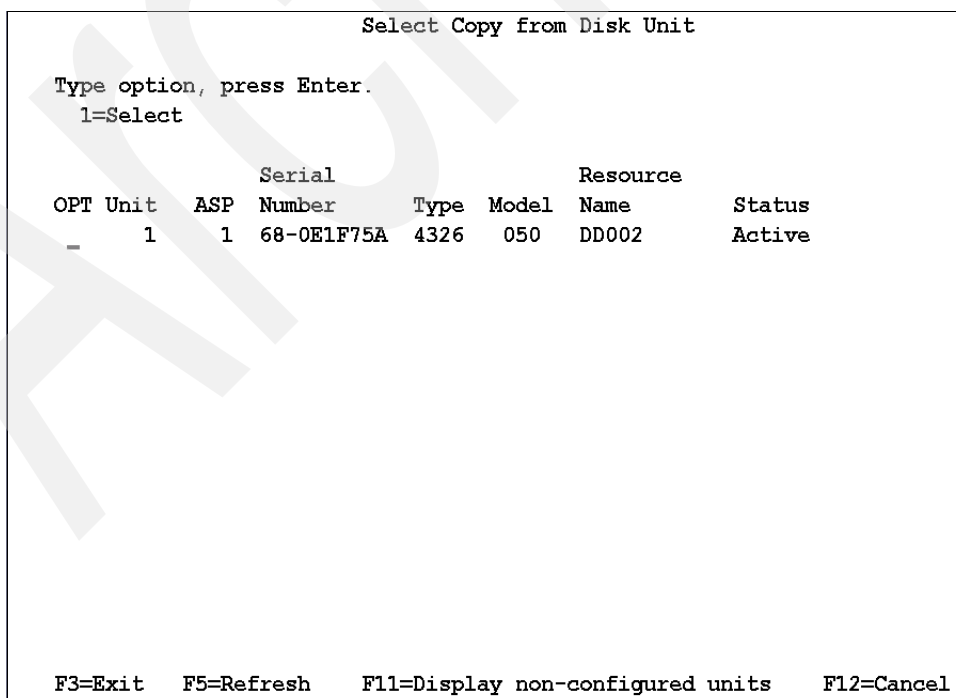 Select Copy from Disk Unit
Type option, press Enter.
1=Select
Serial Resource
OPT Unit ASP Number Type Model Name Status
_ 1 1 68-0E1F75A 4326 050 DD002 Active
F3=Exit F5=Refresh F11=Display non-configured units F12=Cancel